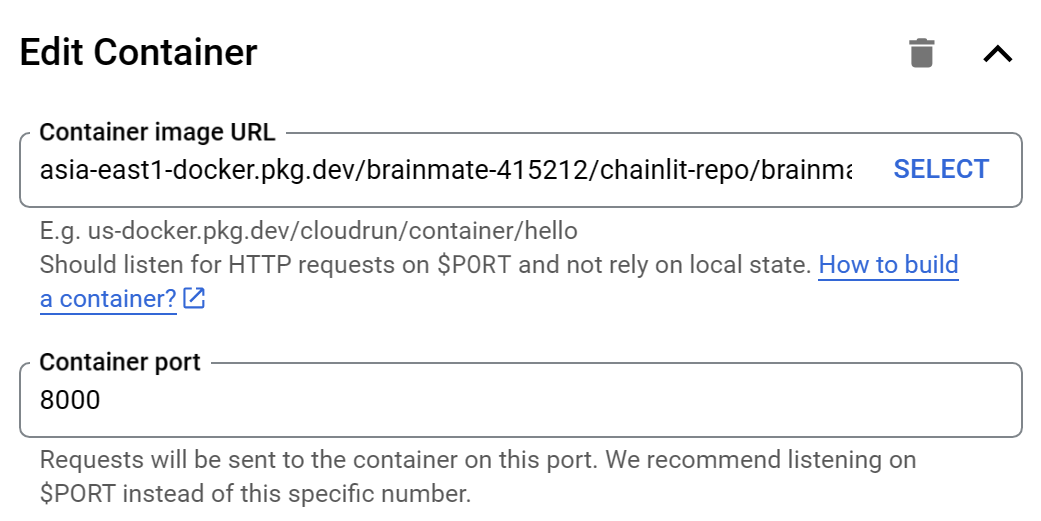 Edit Container
Container image URL
asia-east1-docker.pkg.dev/brainmate-415212/chainlit-repo/brainma
SELECT
E.g. us-docker.pkg.dev/cloudrun/container/hello
Should listen for HTTP requests on $PORT and not rely on local state. How to build
a container?
Container port
8000
Requests will be sent to the container on this port. We recommend listening on
$PORT instead of this specific number.